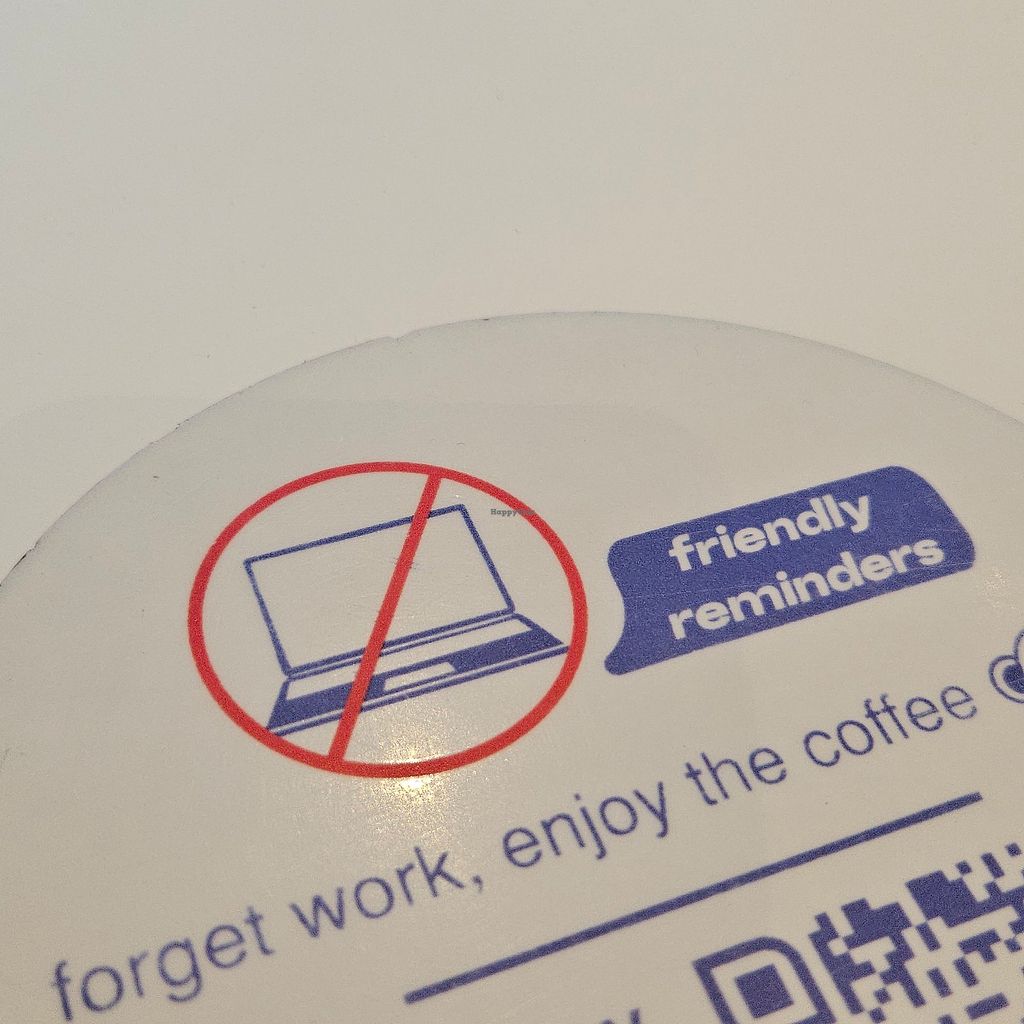 friendly
reminders
forget work, enjoy the coffee